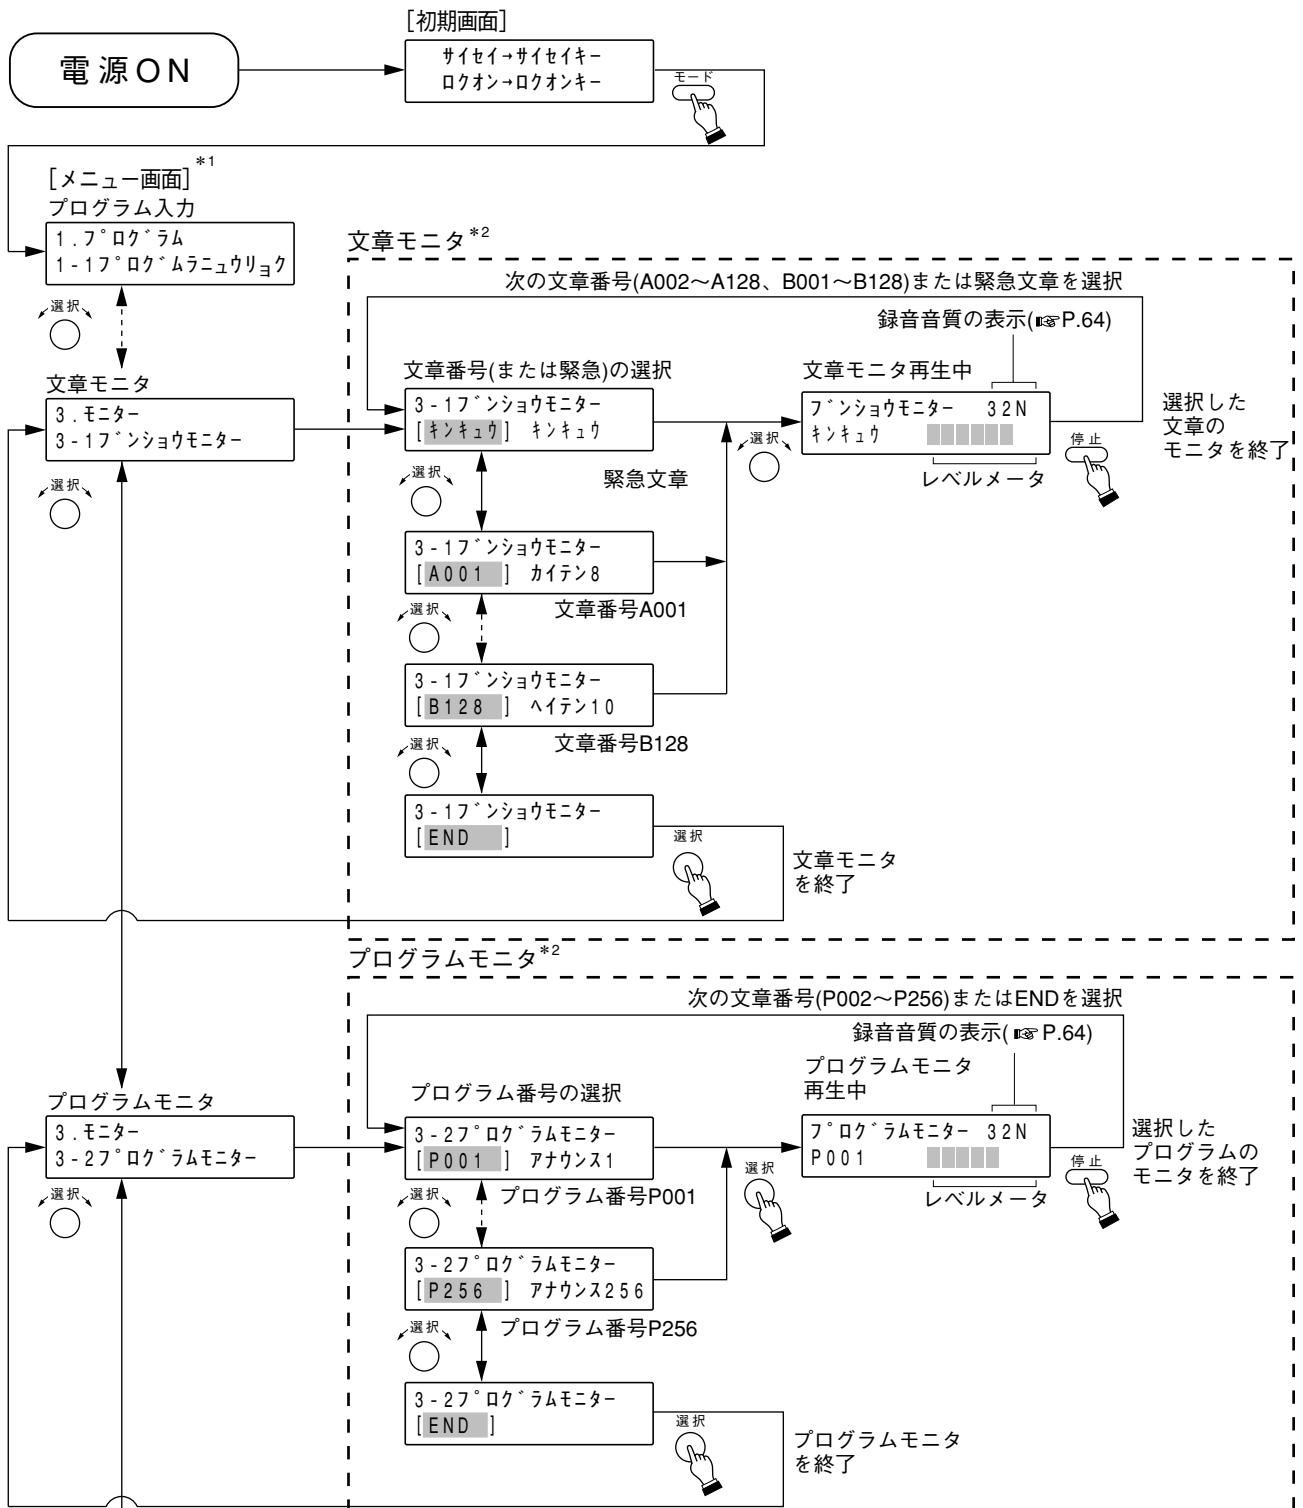 [初期画面]
電源ON
サイセイ→サイセイキー
ロクオン→ロクオンキー
モード
[メニュー画面]*1
プログラム入力
1.プログラム
1-1プログムラニュウリョク
選択
文章モニタ
3.モニター
3-1ブンショウモニター
選択
文章モニタ*2
次の文章番号(A002～A128、B001～B128)または緊急文章を選択
録音音質の表示(☞P.64)
文章番号(または緊急)の選択
3-1ブンショウモニター
[キンキュウ] キンキュウ
選択
緊急文章
3-1ブンショウモニター
[A001 ] カイテン8
選択
文章番号A001
3-1ブンショウモニター
[B128 ] ヘイテン10
選択
文章番号B128
3-1ブンショウモニター
[END ]
選択
文章モニタ
を終了
文章モニタ再生中
選択
ブンショウモニター 32N
キンキュウ
レベルメータ
停止
選択した
文章の
モニタを終了
プログラムモニタ
3.モニター
3-2プログラムモニター
選択
プログラムモニタ*2
次の文章番号(P002～P256)またはENDを選択
録音音質の表示(☞P.64)
プログラム番号の選択
3-2プログラムモニター
[P001 ] アナウンス1
選択
プログラム番号P001
3-2プログラムモニター
[P256 ] アナウンス256
選択
プログラム番号P256
3-2プログラムモニター
[END ]
選択
プログラムモニタ
を終了
プログラムモニタ
再生中
選択
プログラムモニター 32N
P001
レベルメータ
停止
選択した
プログラムの
モニタを終了